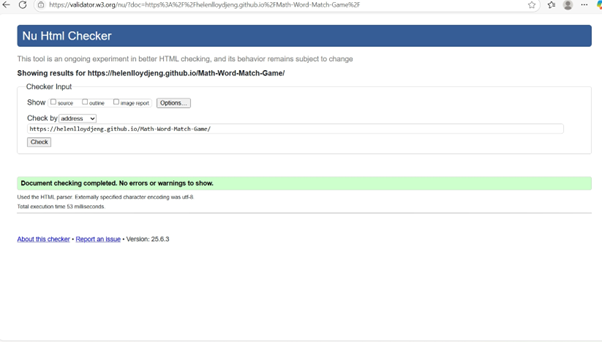 https://validator.w3.org/nu/?doc=https%3A%2F%2Fhelenlloydjeng.github.io%2FMath-Word-Match-Game%2F
Nu Html Checker
This tool is an ongoing experiment in better HTML checking, and its behavior remains subject to change
Showing results for https://helenlloydjeng.github.io/Math-Word-Match-Game/
Checker Input
Show source outline image report Options...
Check by address
https://helenlloydjeng.github.io/Math-Word-Match-Game/
Check
Document checking completed. No errors or warnings to show.
Used the HTML parser. Externally specified character encoding was utf-8.
Total execution time 53 milliseconds.
About this checker • Report an issue • Version: 25.6.3